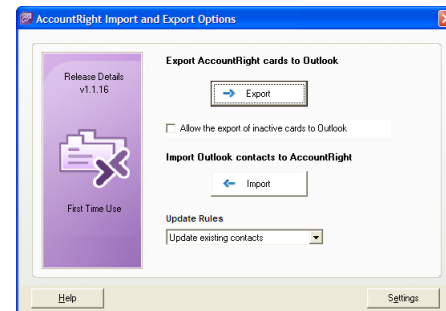 AccountRight Import and Export Options
Release Details
v1.1.16
First Time Use
Export AccountRight cards to Outlook
Export
Allow the export of inactive cards to Outlook
Import Outlook contacts to AccountRight
Import
Update Rules
Update existing contacts
Help
Settings